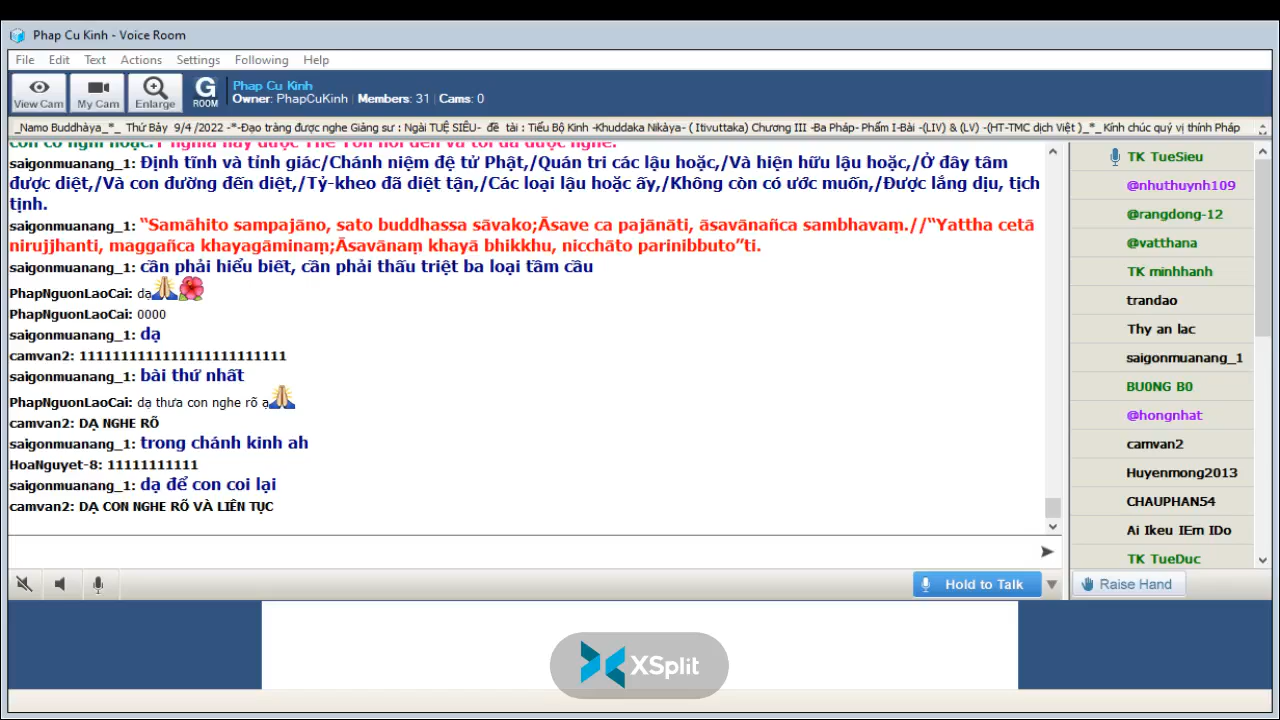 Phap Cu Kinh - Voice Room
File Edit Text Actions Settings Following Help
View Cam My Cam Enlarge G ROOM
Phap Cu Kinh
Owner: PhapCuKinh | Members: 31 | Cams: 0
_Namo Buddhàya_*_ Thứ Bảy 9/4 /2022 -*-Đạo tràng được nghe Giảng sư : Ngài TUỆ SIÊU- đề tài : Tiểu Bộ Kinh -Khuddaka Nikàya- ( Itivuttaka) Chương III -Ba Pháp- Phẩm I-Bài -(LIV) & (LV) -(HT-TMC dịch Việt )_*_ Kính chúc quý vị thính Pháp
saigonmuanang_1: Định tĩnh và tỉnh giác/Chánh niệm đệ tử Phật,/Quán tri các lậu hoặc,/Và hiện hữu lậu hoặc,/Ở đây tâm
được diệt,/Và con đường đến diệt,/Tỷ-kheo đã diệt tận,/Các loại lậu hoặc ấy,/Không còn có ước muốn,/Được lắng dịu, tịch
tịnh.
saigonmuanang_1: “Samāhito sampajāno, sato buddhassa sāvako;Āsave ca pajānāti, āsavānañca sambhavaṃ.//“Yattha cetā
nirujjhanti, maggañca khayagāminaṃ;Āsavānaṃ khayā bhikkhu, nicchāto parinibbuto”ti.
saigonmuanang_1: cần phải hiểu biết, cần phải thấu triệt ba loại tầm cầu
PhapNguonLaoCai: dạ
PhapNguonLaoCai: 0000
saigonmuanang_1: dạ
camvan2: 1111111111111111111111111
saigonmuanang_1: bài thứ nhất
PhapNguonLaoCai: dạ thưa con nghe rõ ạ
camvan2: DẠ NGHE RÕ
saigonmuanang_1: trong chánh kinh ah
HoaNguyet-8: 11111111111
saigonmuanang_1: dạ để con coi lại
camvan2: DẠ CON NGHE RÕ VÀ LIÊN TỤC
TK TueSieu
@nhuthuynh109
@rangdong-12
@vatthana
TK minhhanh
trandao
Thy an lac
saigonmuanang_1
BU0NG B0
@hongnhat
camvan2
Huyenmong2013
CHAUPHAN54
Ai Ikeu IEm IDo
TK TueDuc
Hold to Talk
Raise Hand
XSplit